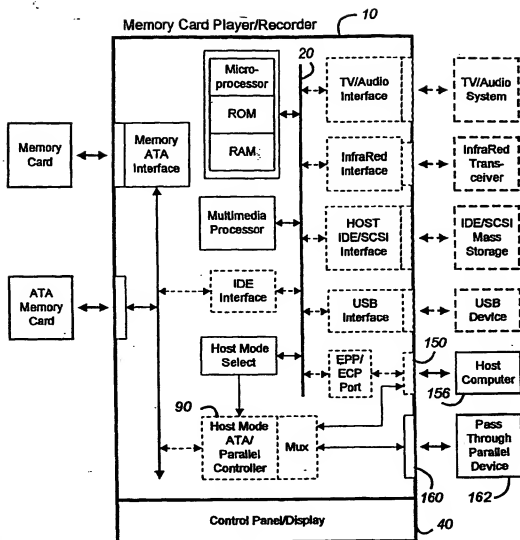 Memory Card Player/Recorder
10
20
Micro-
processor
ROM
RAM
TV/Audio
Interface
TV/Audio
System
Memory
Card
Memory
ATA
Interface
InfraRed
Interface
InfraRed
Trans-
ceiver
Multimedia
Processor
HOST
IDE/SCSI
Interface
IDE/SCSI
Mass
Storage
ATA
Memory
Card
IDE
Interface
USB
Interface
USB
Device
150
Host Mode
Select
EPP/
ECP
Port
Host
Computer
156
90
Host Mode
ATA/
Parallel
Controller
Mux
Pass
Through
Parallel
Device
160
162
Control Panel/Display
40